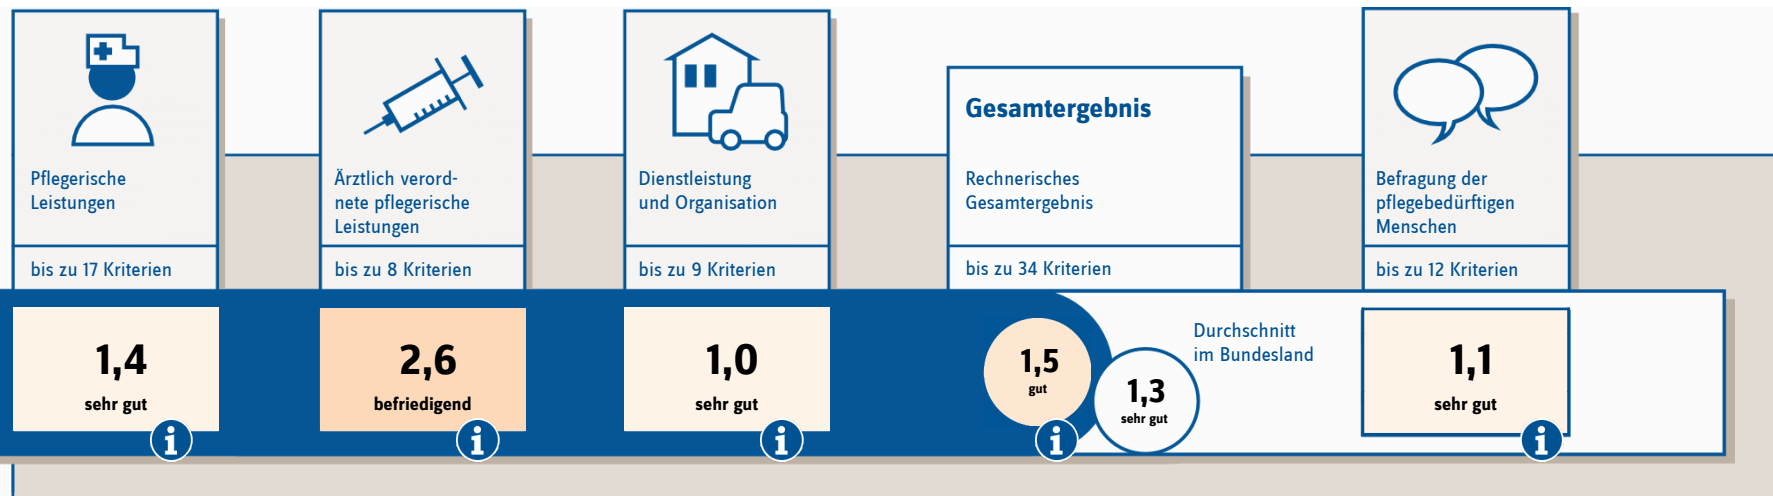 Pflegerische
Leistungen
bis zu 17 Kriterien
1,4
sehr gut
i
Ärztlich verord-
nete pflegerische
Leistungen
bis zu 8 Kriterien
2,6
befriedigend
i
Dienstleistung
und Organisation
bis zu 9 Kriterien
1,0
sehr gut
i
Gesamtergebnis
Rechnerisches
Gesamtergebnis
bis zu 34 Kriterien
1,5
gut
i
1,3
sehr gut
Durchschnitt
im Bundesland
Befragung der
pflegebedürftigen
Menschen
bis zu 12 Kriterien
1,1
sehr gut
i